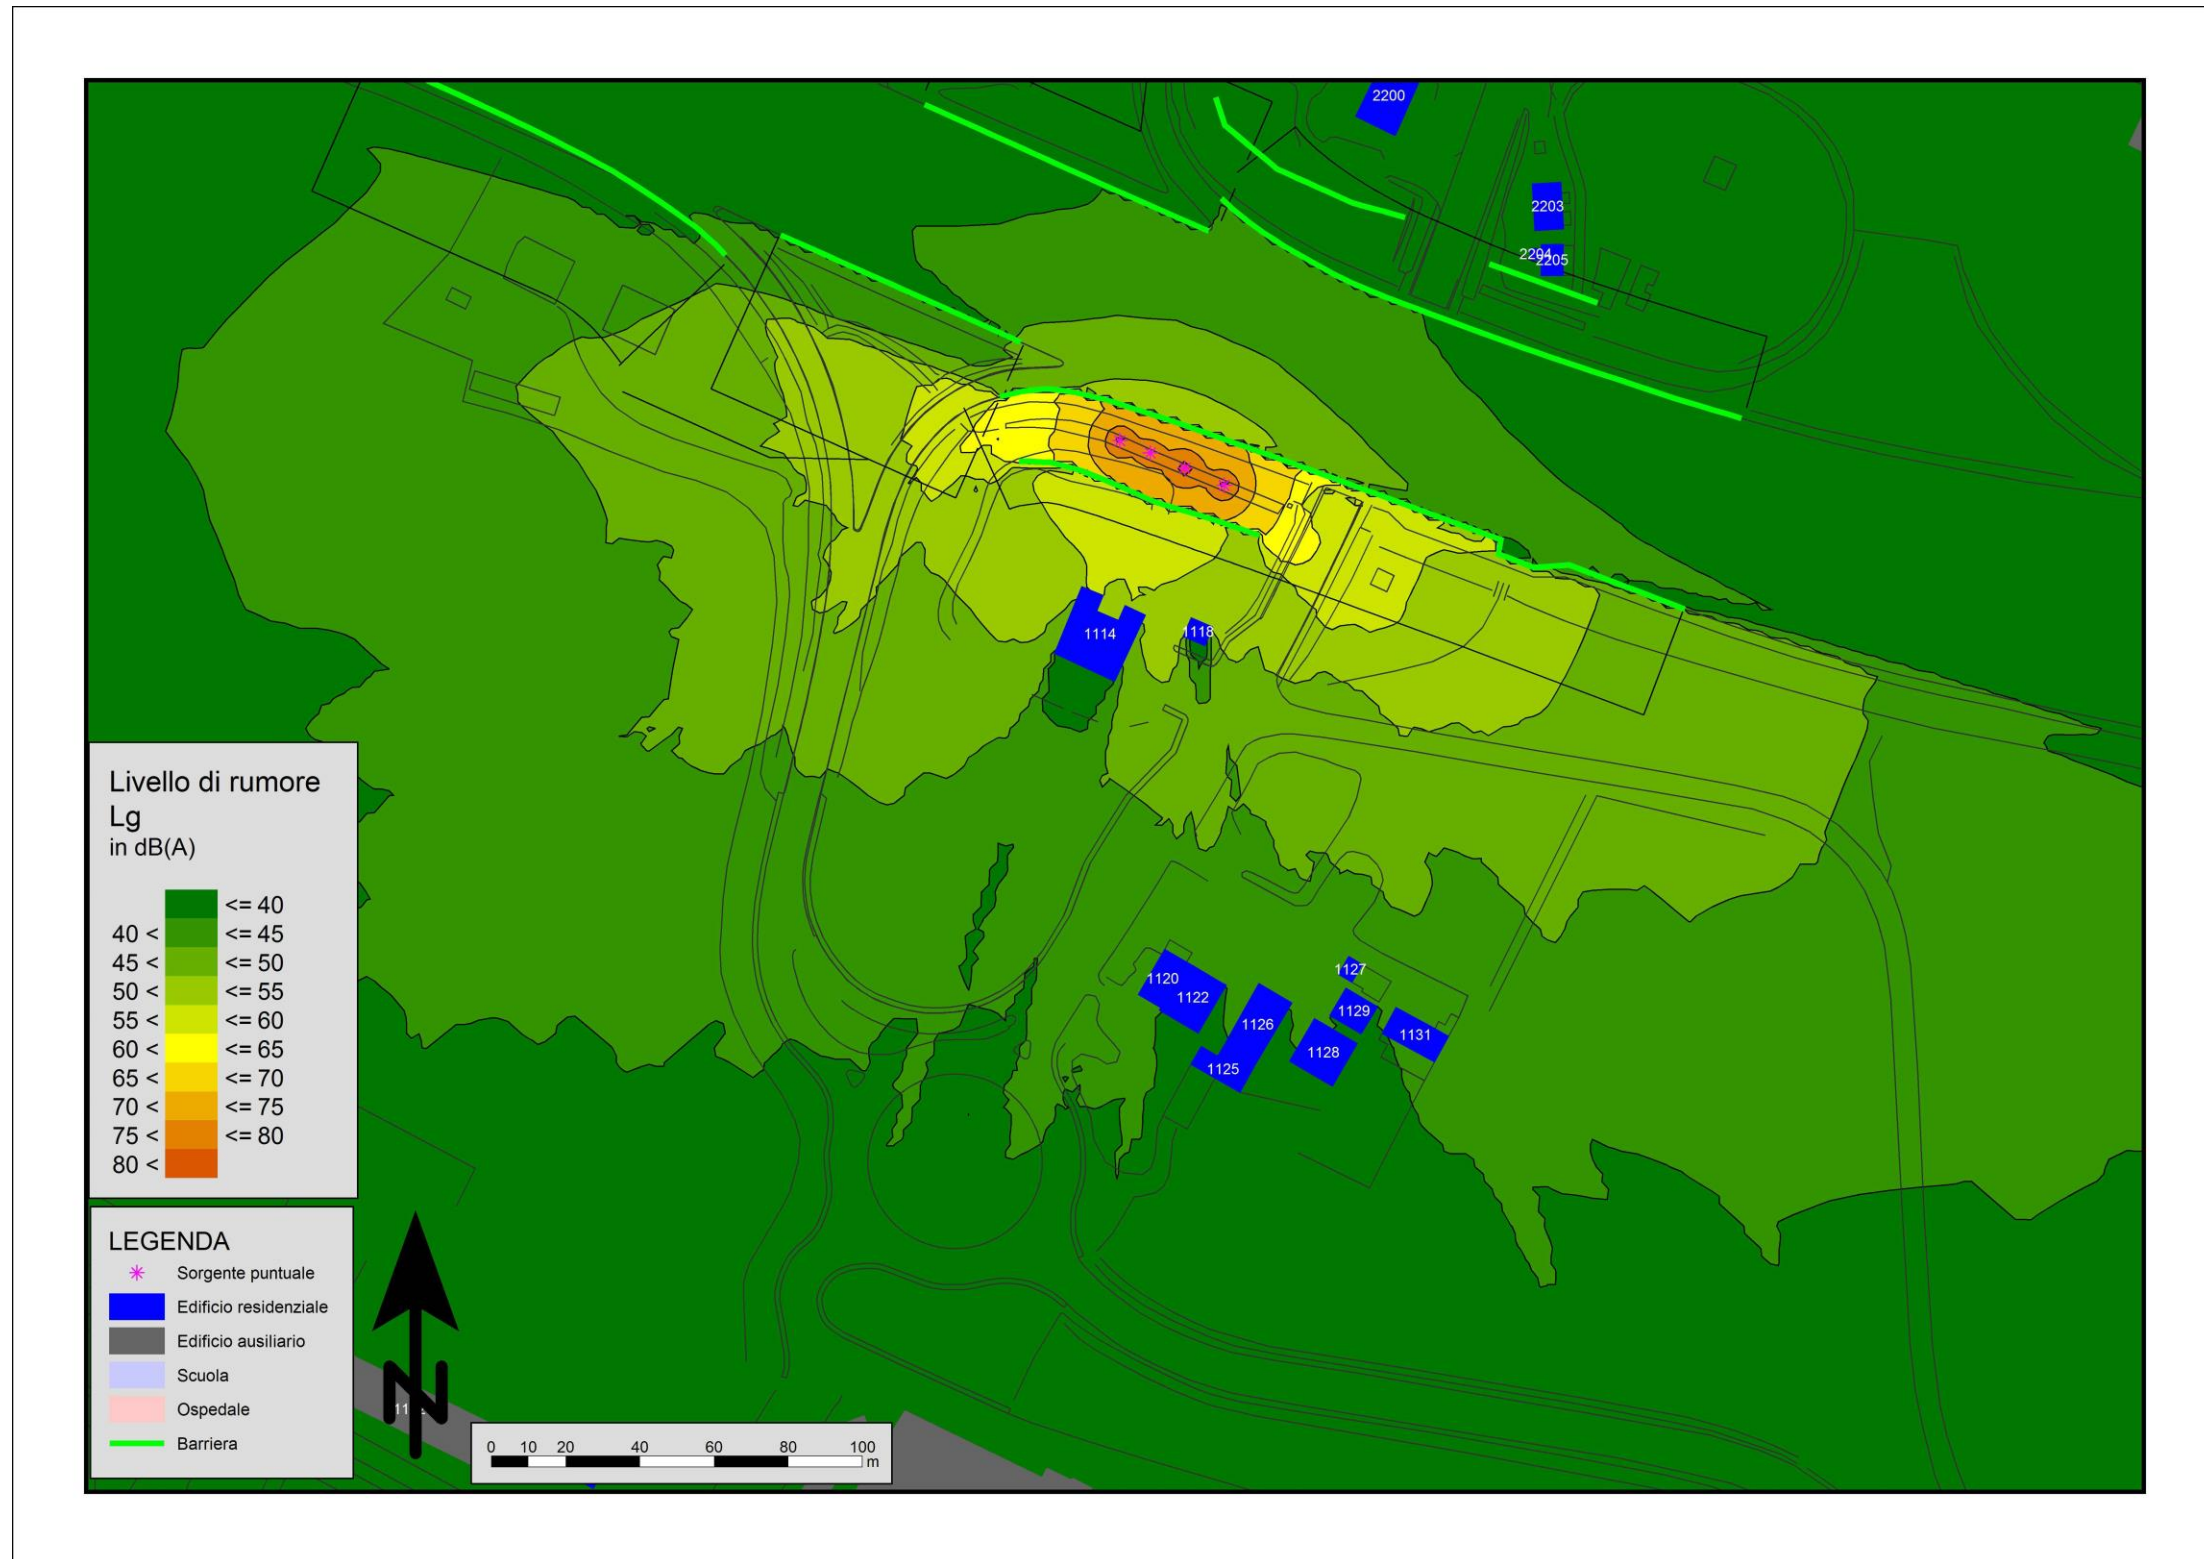 2200
2203
2204
2205
1114
1118
Livello di rumore
Lg
in dB(A)
<= 40
40 < <= 45
45 < <= 50
50 < <= 55
55 < <= 60
60 < <= 65
65 < <= 70
70 < <= 75
75 < <= 80
80 <
1120
1122
1127
1126
1129
1131
1128
1125
LEGENDA
Sorgente puntuale
Edificio residenziale
Edificio ausiliario
Scuola
Ospedale
Barriera
N
0 10 20 40 60 80 100
m